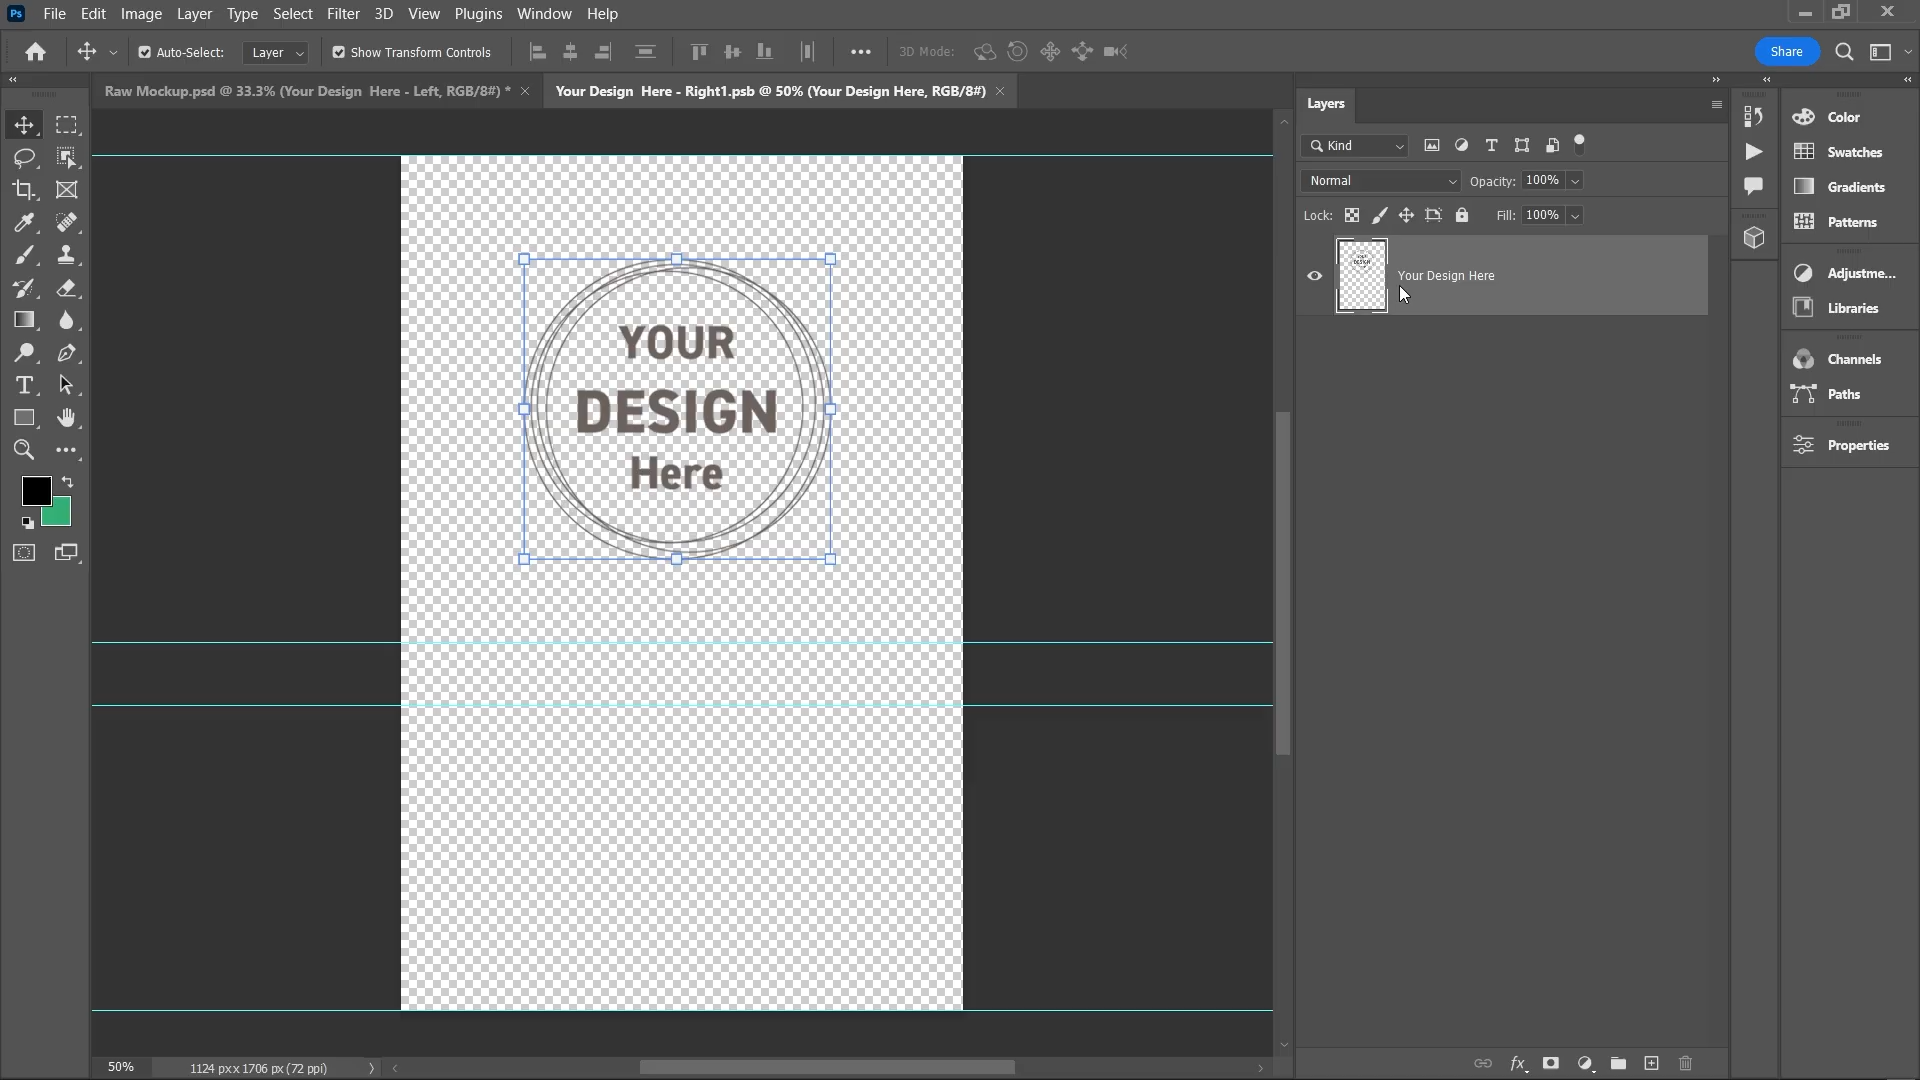 File Edit Image Layer Type Select Filter 3D View Plugins Window Help
Auto-Select: Layer Show Transform Controls 3D Mode: Share
Raw Mockup.psd @ 33.3% (Your Design  Here - Left, RGB/8#) *
Your Design  Here - Right1.psb @ 50% (Your Design Here, RGB/8#)
Layers
Kind
Normal Opacity: 100%
Lock: Fill: 100%
Your Design Here
Color
Swatches
Gradients
Patterns
Adjustme...
Libraries
Channels
Paths
Properties
YOUR
DESIGN
Here
50% 1124 px x 1706 px (72 ppi)
Ps
fx